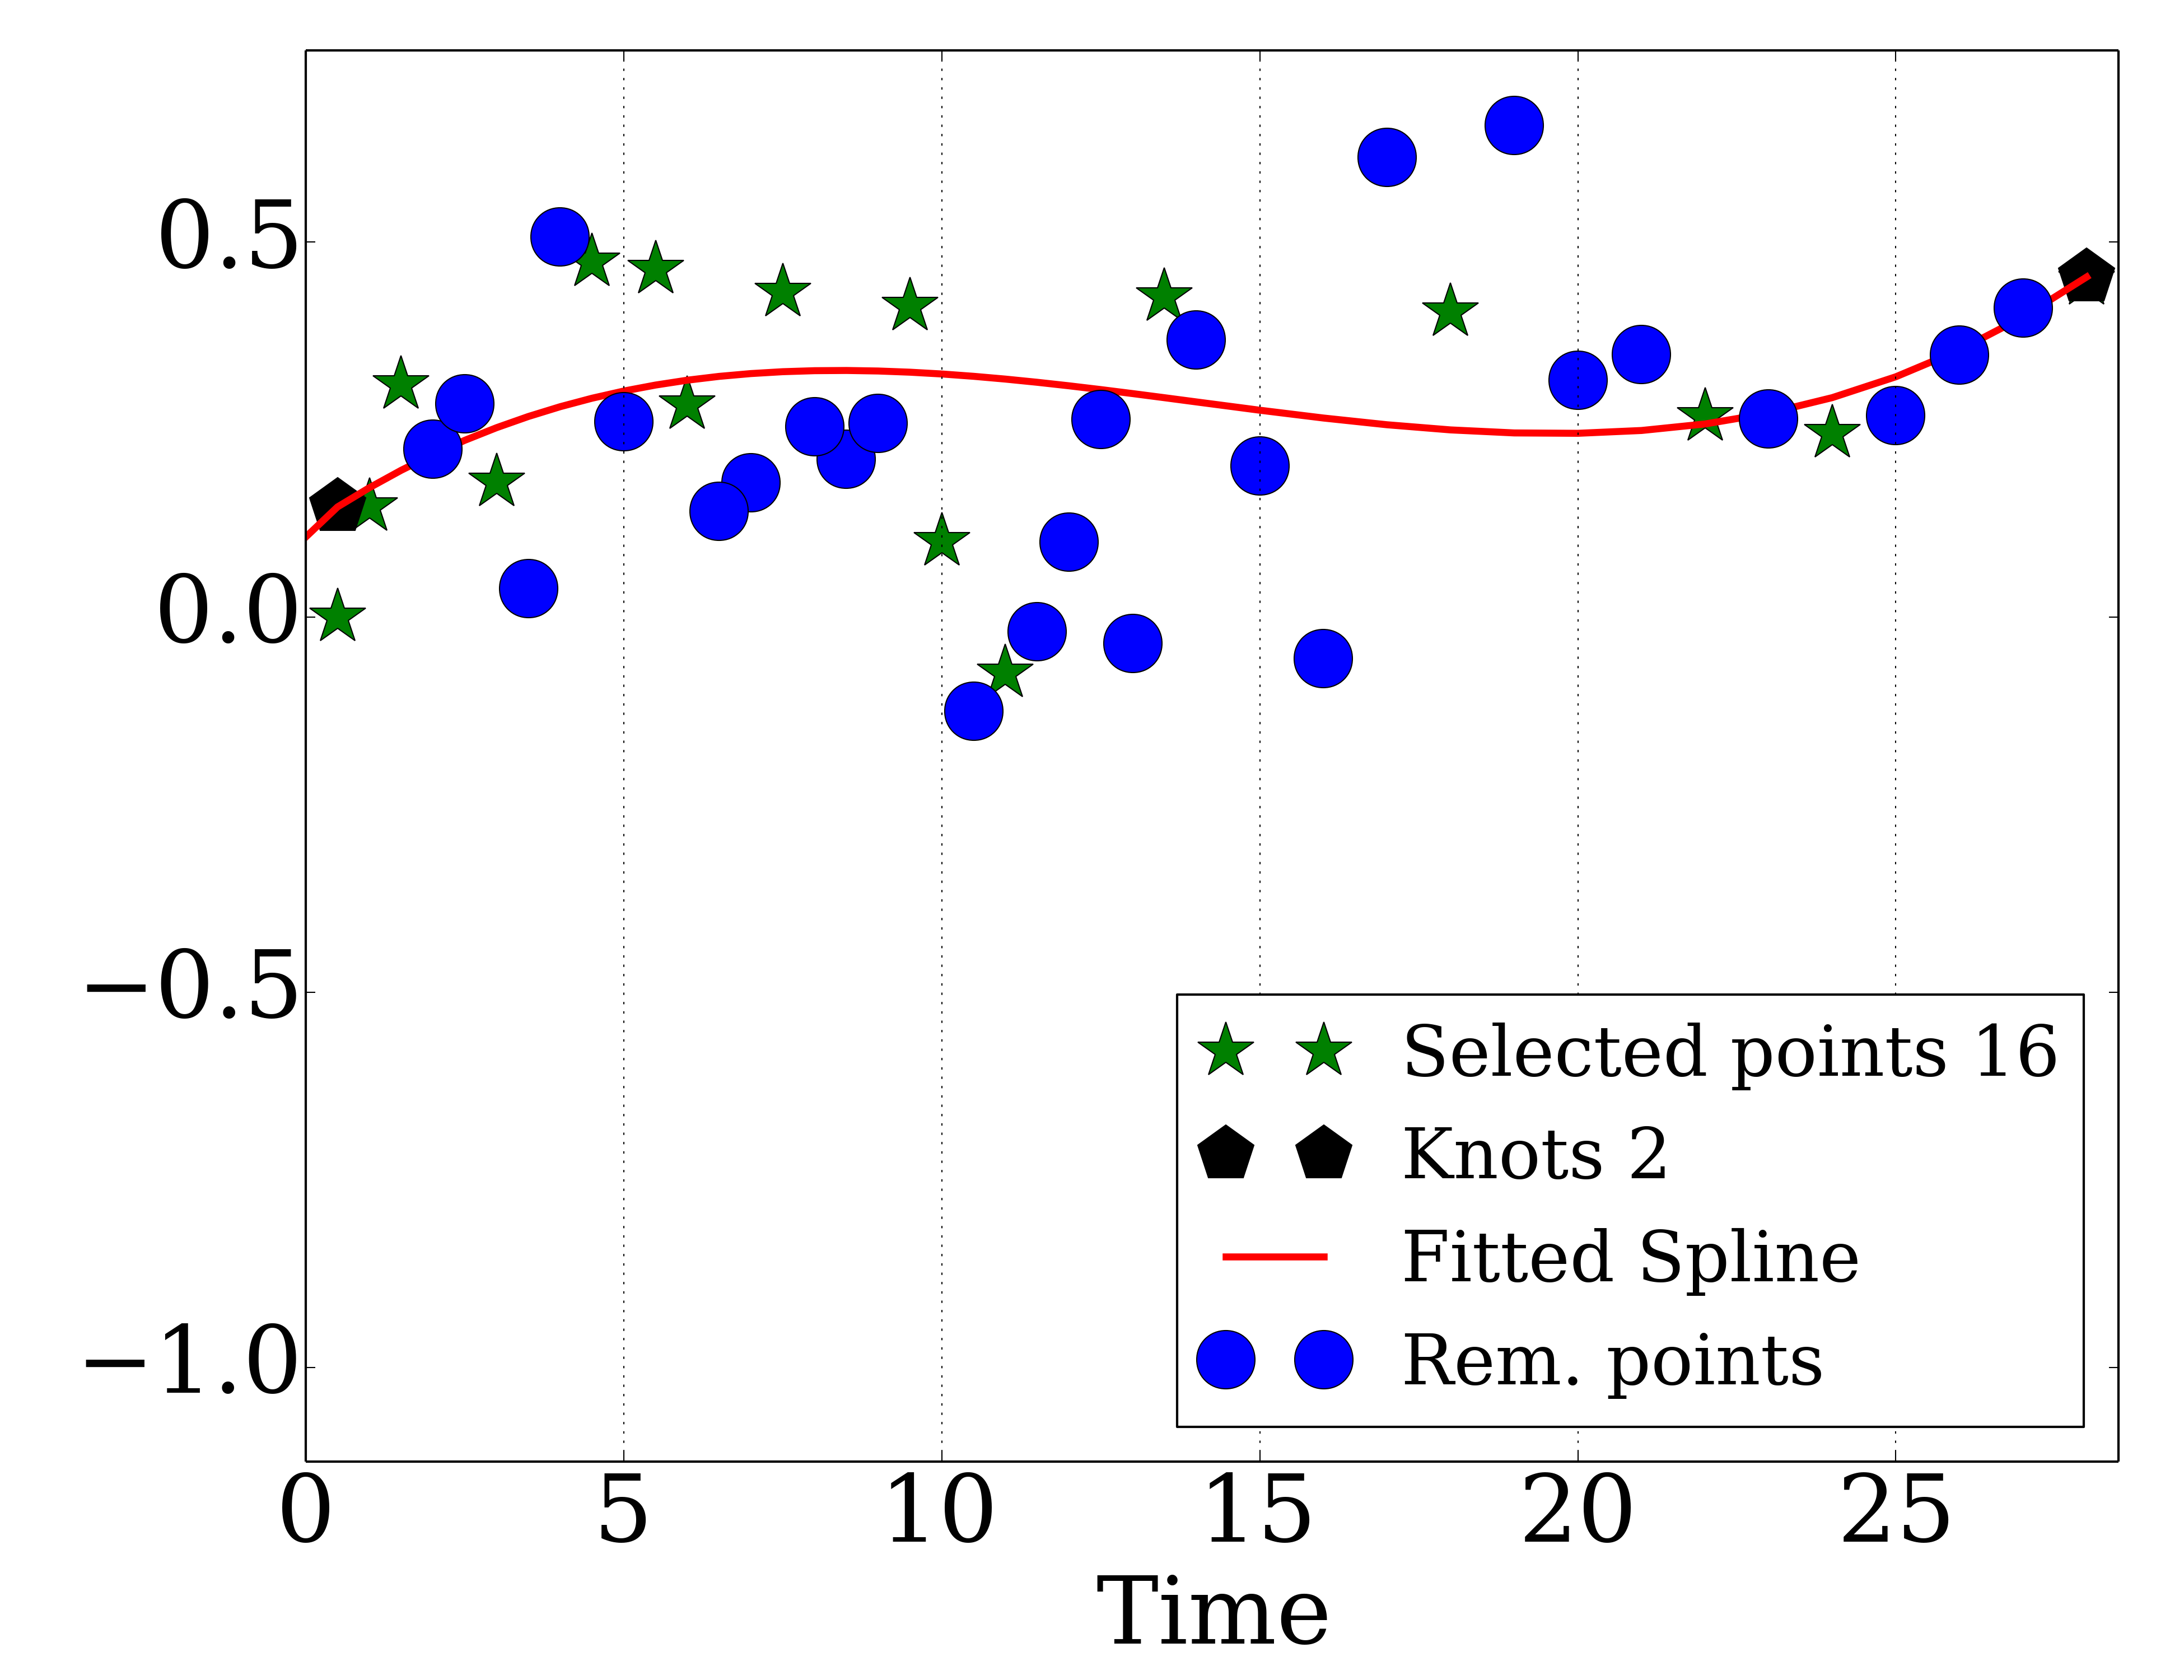 0.5
0.0
−0.5
−1.0
Selected points 16
Knots 2
Fitted Spline
Rem. points
0 5 10 15 20 25
Time